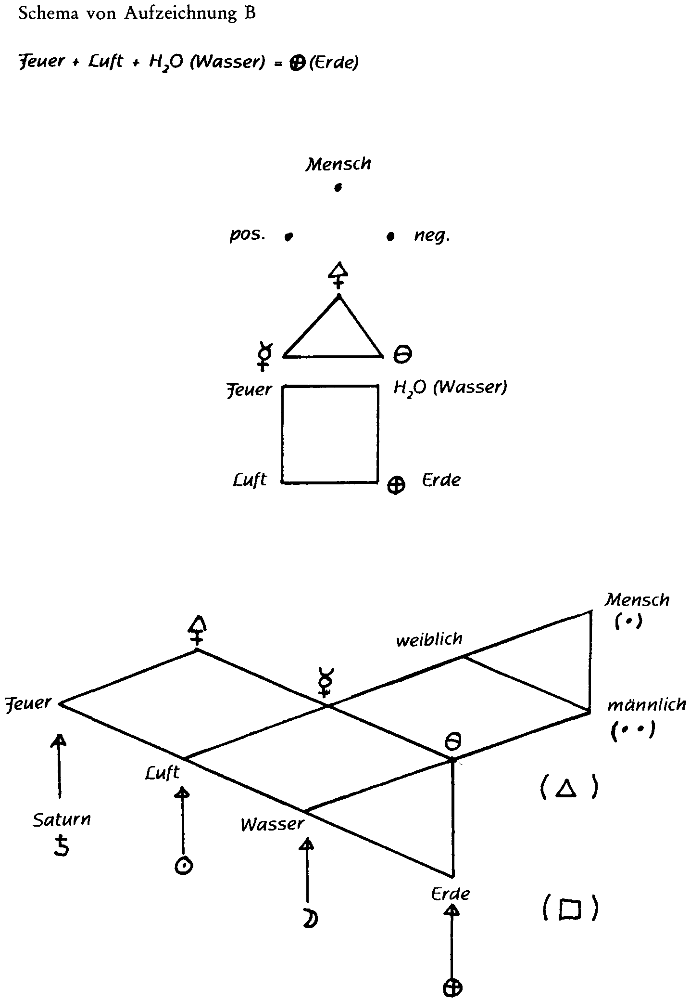 Schema von Aufzeichnung B
Feuer + Luft + H₂O (Wasser) = ⊕ (Erde)
Mensch
pos. neg.
🜍
☿ 🜔
Feuer H₂O (Wasser)
Luft ⊕ Erde
Mensch
(•)
🜍
weiblich
☿
Feuer
männlich
(• •)
🜔
Luft
(△)
Saturn
♄
Wasser
☉
Erde
(□)
☽
⊕